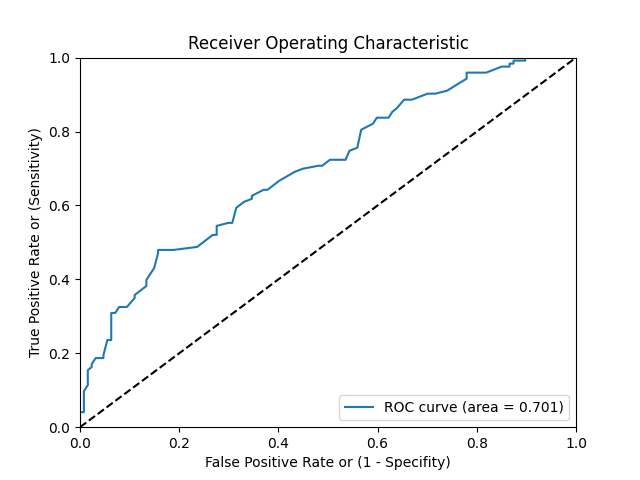 Receiver Operating Characteristic
1.0
0.8
0.6
0.4
0.2
0.0
True Positive Rate or (Sensitivity)
ROC curve (area = 0.701)
0.0 0.2 0.4 0.6 0.8 1.0
False Positive Rate or (1 - Specifity)